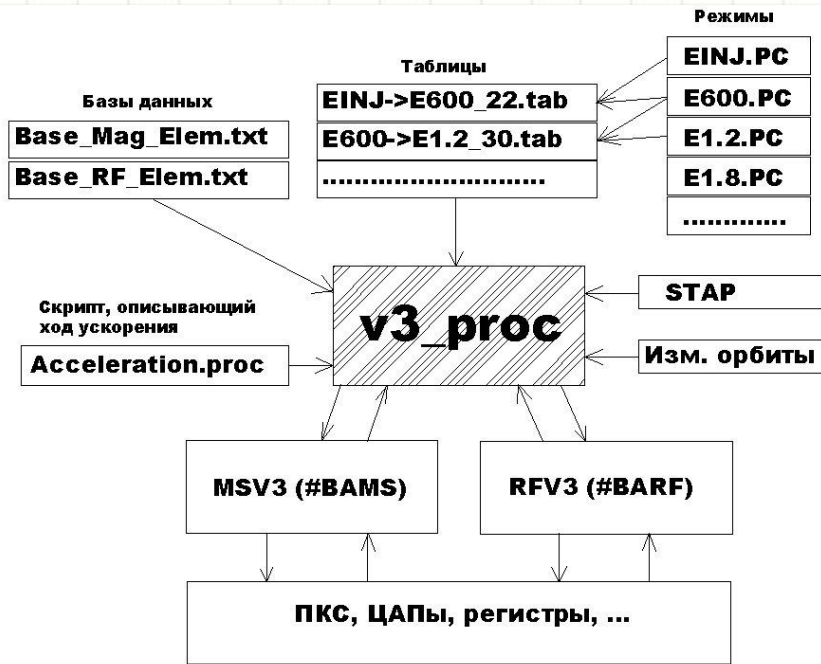 Режимы
EINJ.PC
E600.PC
E1.2.PC
E1.8.PC
.............
Таблицы
EINJ->E600_22.tab
E600->E1.2_30.tab
............................
Базы данных
Base_Mag_Elem.txt
Base_RF_Elem.txt
Скрипт, описывающий
ход ускорения
Acceleration.proc
v3_proc
STAP
Изм. орбиты
MSV3 (#BAMS)
RFV3 (#BARF)
ПКС, ЦАПы, регистры, ...